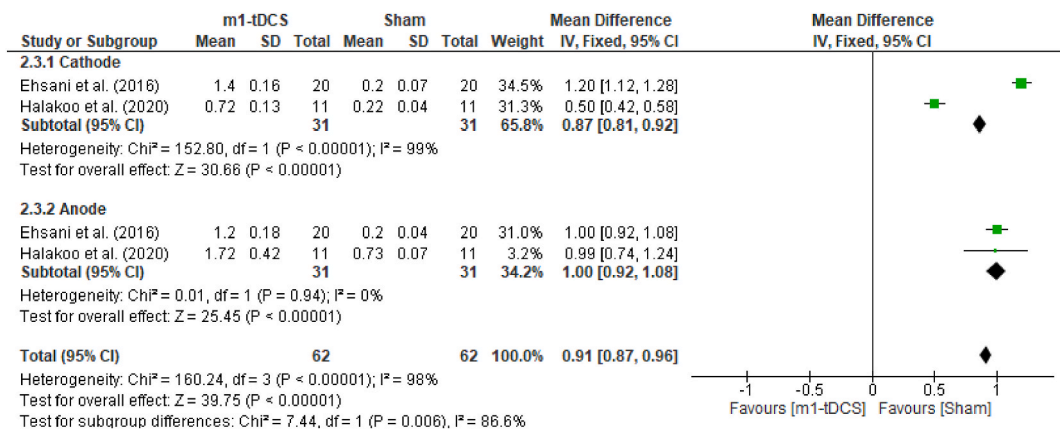 m1-tDCS Sham Mean Difference Mean Difference
Study or Subgroup Mean SD Total Mean SD Total Weight IV, Fixed, 95% CI IV, Fixed, 95% CI
2.3.1 Cathode
Ehsani et al. (2016) 1.4 0.16 20 0.2 0.07 20 34.5% 1.20 [1.12, 1.28]
Halakoo et al. (2020) 0.72 0.13 11 0.22 0.04 11 31.3% 0.50 [0.42, 0.58]
Subtotal (95% CI) 31 31 65.8% 0.87 [0.81, 0.92]
Heterogeneity: Chi² = 152.80, df = 1 (P < 0.00001); I² = 99%
Test for overall effect: Z = 30.66 (P < 0.00001)
2.3.2 Anode
Ehsani et al. (2016) 1.2 0.18 20 0.2 0.04 20 31.0% 1.00 [0.92, 1.08]
Halakoo et al. (2020) 1.72 0.42 11 0.73 0.07 11 3.2% 0.99 [0.74, 1.24]
Subtotal (95% CI) 31 31 34.2% 1.00 [0.92, 1.08]
Heterogeneity: Chi² = 0.01, df = 1 (P = 0.94); I² = 0%
Test for overall effect: Z = 25.45 (P < 0.00001)
Total (95% CI) 62 62 100.0% 0.91 [0.87, 0.96]
Heterogeneity: Chi² = 160.24, df = 3 (P < 0.00001); I² = 98%
Test for overall effect: Z = 39.75 (P < 0.00001)
Test for subgroup differences: Chi² = 7.44, df = 1 (P = 0.006), I² = 86.6%
-1 -0.5 0 0.5 1
Favours [m1-tDCS] Favours [Sham]